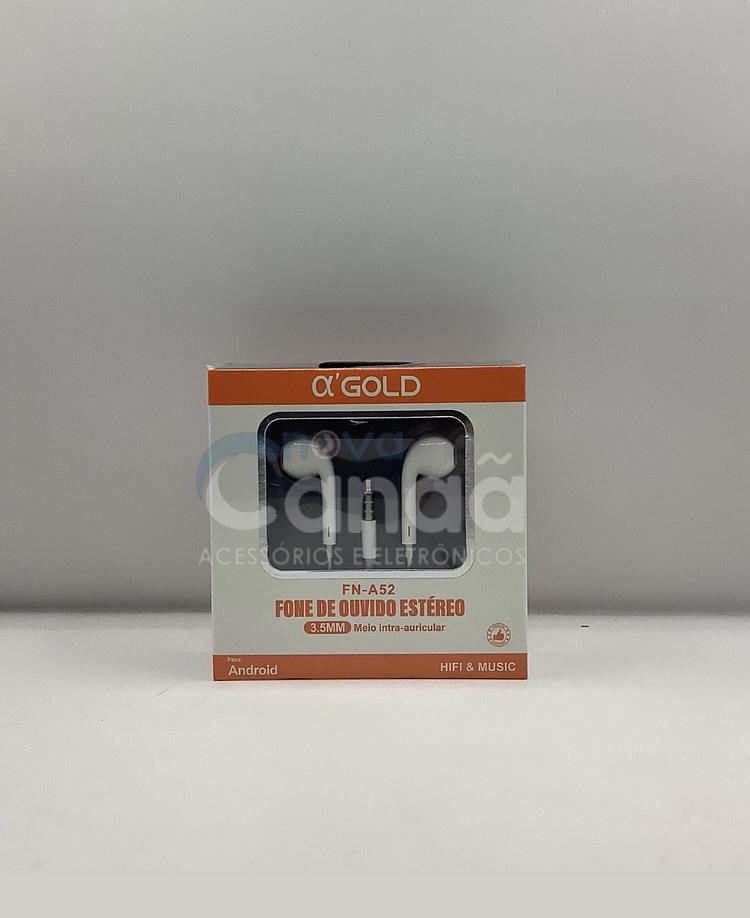 α'GOLD
nova
Canaã
ACESSÓRIOS E ELETRÔNICOS
FN-A52
FONE DE OUVIDO ESTÉREO
3.5MM Meio intra-auricular
Para
Android
HIFI & MUSIC